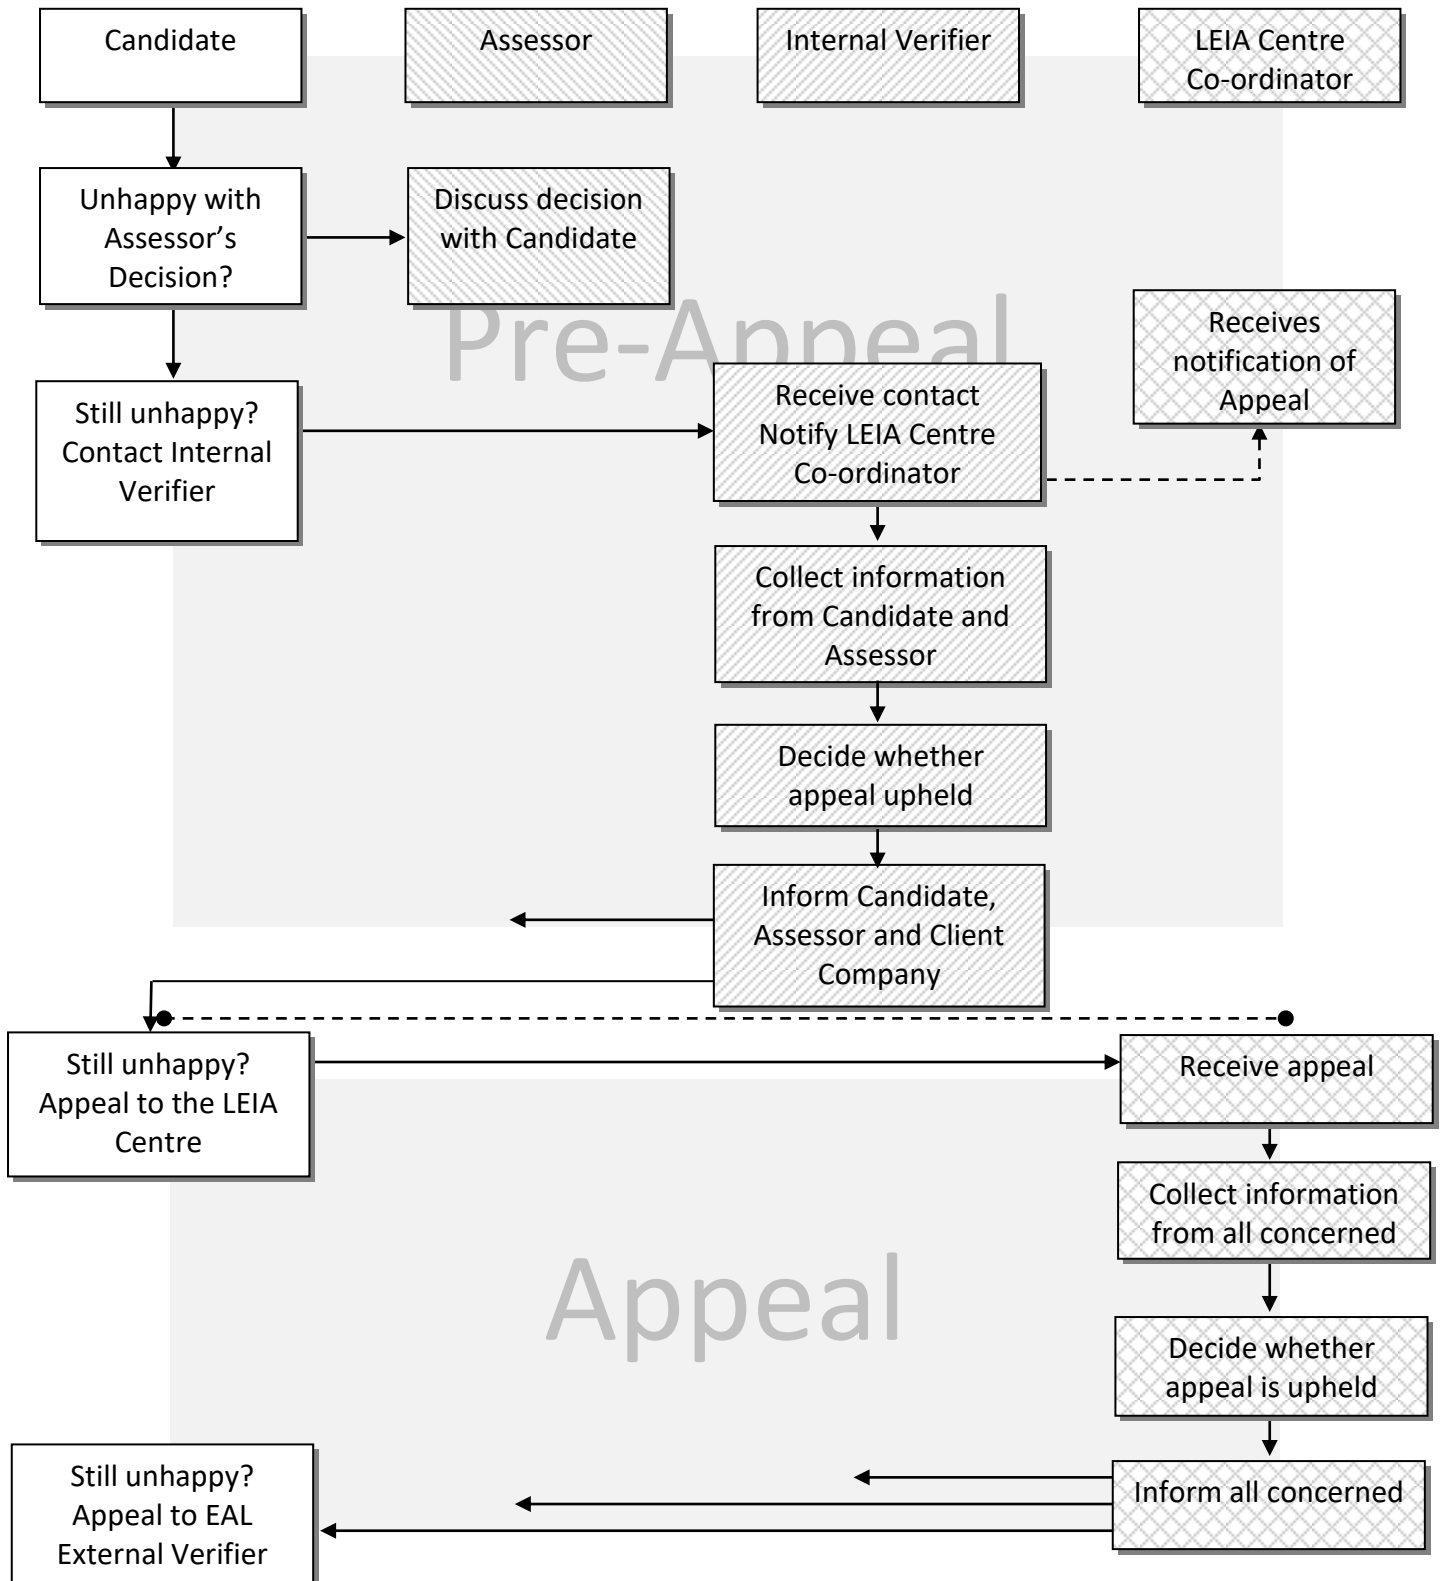 Candidate
Assessor
Internal Verifier
LEIA Centre
Co-ordinator
Unhappy with
Assessor’s
Decision?
Discuss decision
with Candidate
Pre-Appeal
Receives
notification of
Appeal
Still unhappy?
Contact Internal
Verifier
Receive contact
Notify LEIA Centre
Co-ordinator
Collect information
from Candidate and
Assessor
Decide whether
appeal upheld
Inform Candidate,
Assessor and Client
Company
Still unhappy?
Appeal to the LEIA
Centre
Receive appeal
Collect information
from all concerned
Appeal
Decide whether
appeal is upheld
Still unhappy?
Appeal to EAL
External Verifier
Inform all concerned